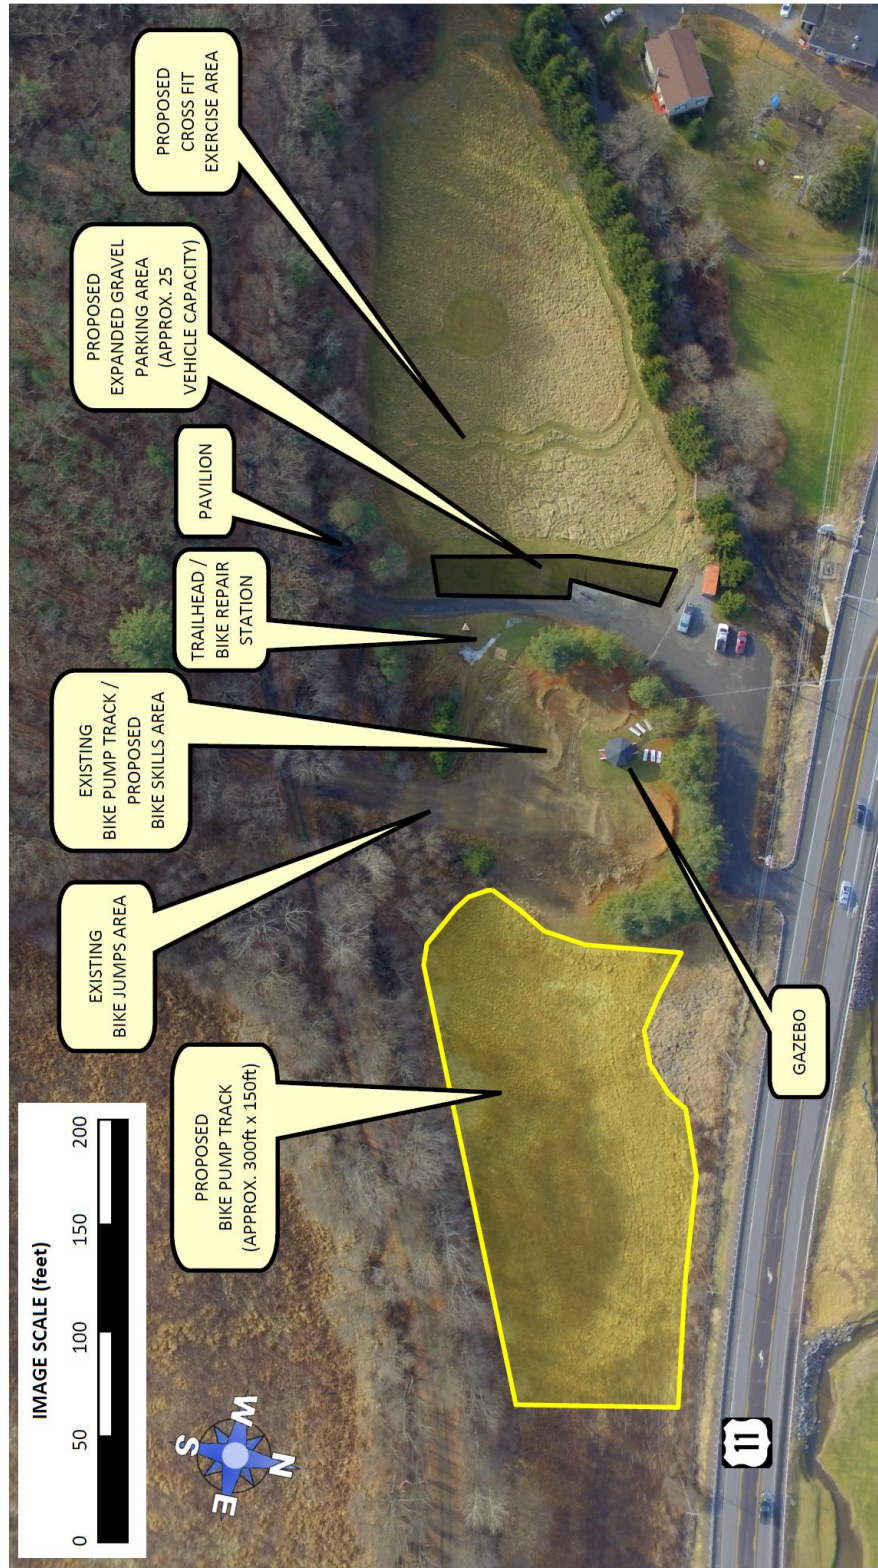 IMAGE SCALE (feet)
0 50 100 150 200
S
W
E
N
EXISTING
BIKE JUMPS AREA
EXISTING
BIKE PUMP TRACK/
PROPOSED
BIKE SKILLS AREA
PROPOSED
EXPANDED GRAVEL
PARKING AREA
(APPROX. 25
VEHICLE CAPACITY)
PROPOSED
CROSS FIT
EXERCISE AREA
PROPOSED
BIKE PUMP TRACK
(APPROX. 300ft x 150ft)
TRAILHEAD/
BIKE REPAIR
STATION
PAVILION
GAZEBO
11